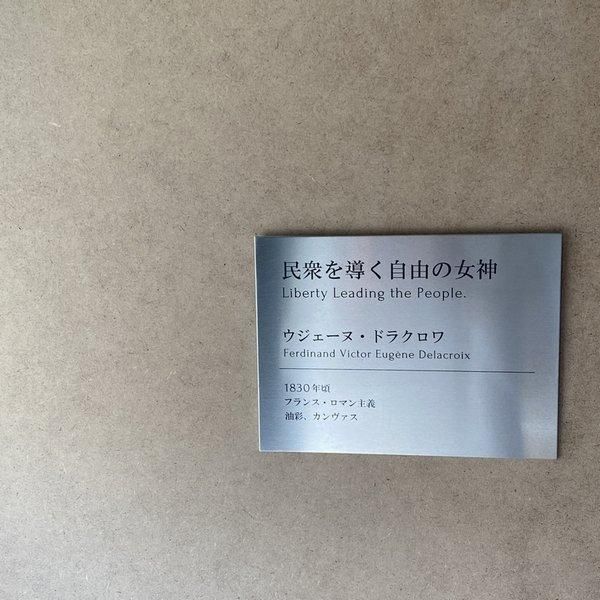 民衆を導く自由の女神
Liberty Leading the People.
ウジェーヌ・ドラクロワ
Ferdinand Victor Eugène Delacroix
1830年頃
フランス・ロマン主義
油彩、カンヴァス